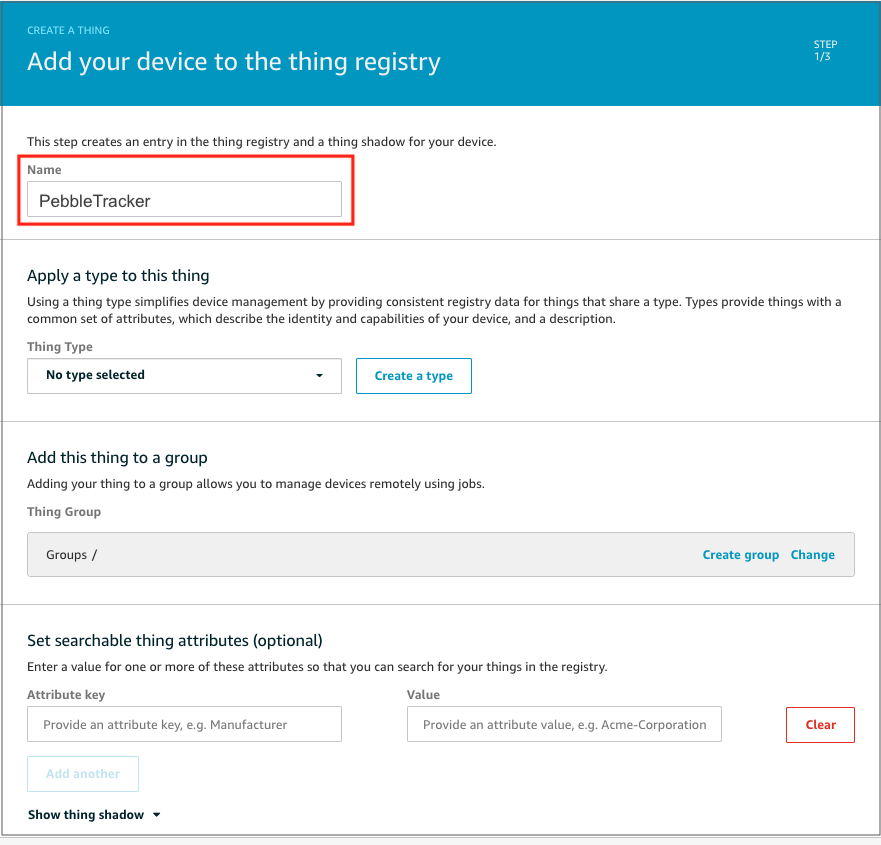 CREATE A THING
Add your device to the thing registry
STEP
1/3
This step creates an entry in the thing registry and a thing shadow for your device.
Name
PebbleTracker
Apply a type to this thing
Using a thing type simplifies device management by providing consistent registry data for things that share a type. Types provide things with a
common set of attributes, which describe the identity and capabilities of your device, and a description.
Thing Type
No type selected
Create a type
Add this thing to a group
Adding your thing to a group allows you to manage devices remotely using jobs.
Thing Group
Groups /
Create group
Change
Set searchable thing attributes (optional)
Enter a value for one or more of these attributes so that you can search for your things in the registry.
Attribute key
Value
Provide an attribute key, e.g. Manufacturer
Provide an attribute value, e.g. Acme-Corporation
Clear
Add another
Show thing shadow